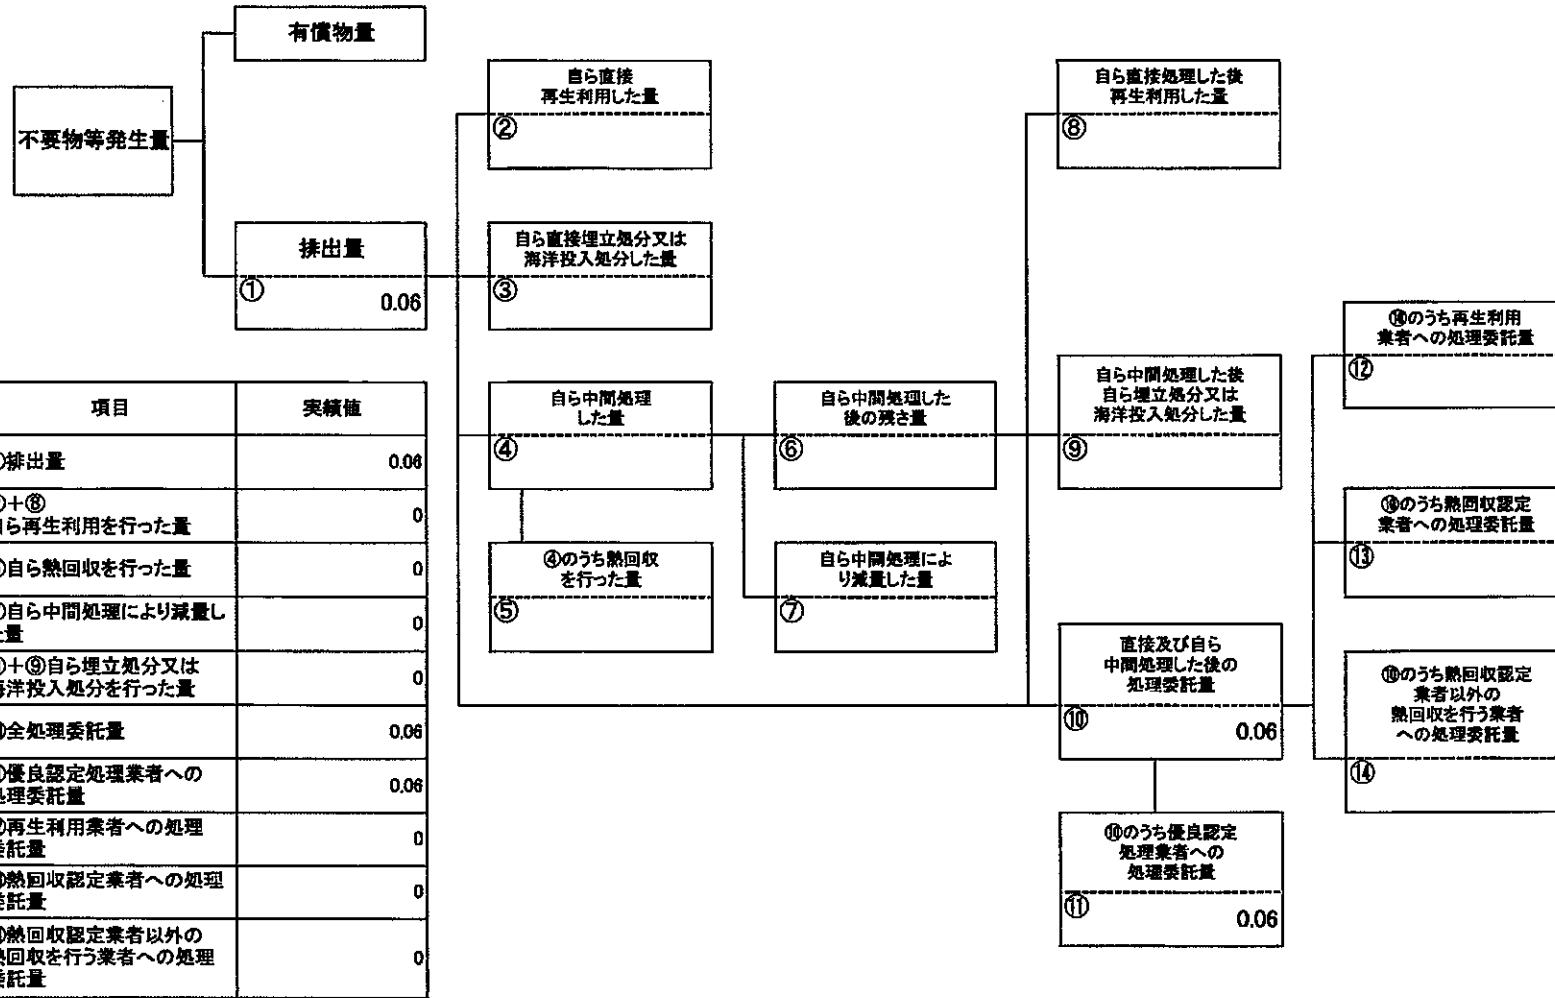 有償物量
不要物等発生量
排出量
①
0.06
自ら直接
再生利用した量
②
自ら直接埋立処分又は
海洋投入処分した量
③
自ら中間処理
した量
④
④のうち熱回収
を行った量
⑤
自ら中間処理した
後の残さ量
⑥
自ら中間処理によ
り減量した量
⑦
自ら直接処理した後
再生利用した量
⑧
自ら中間処理した後
自ら埋立処分又は
海洋投入処分した量
⑨
直接及び自ら
中間処理した後の
処理委託量
⑩
0.06
⑩のうち優良認定
処理業者への
処理委託量
⑪
0.06
⑩のうち再生利用
業者への処理委託量
⑫
⑩のうち熱回収認定
業者への処理委託量
⑬
⑩のうち熱回収認定
業者以外の
熱回収を行う業者
への処理委託量
⑭
項目 実績値
排出量 0.06
+⑧
自ら再生利用を行った量 0
自ら熱回収を行った量 0
自ら中間処理により減量し
た量 0
+⑨自ら埋立処分又は
海洋投入処分を行った量 0
全処理委託量 0.06
優良認定処理業者への
処理委託量 0.06
再生利用業者への処理
委託量 0
熱回収認定業者への処理
委託量 0
熱回収認定業者以外の
熱回収を行う業者への処理
委託量 0